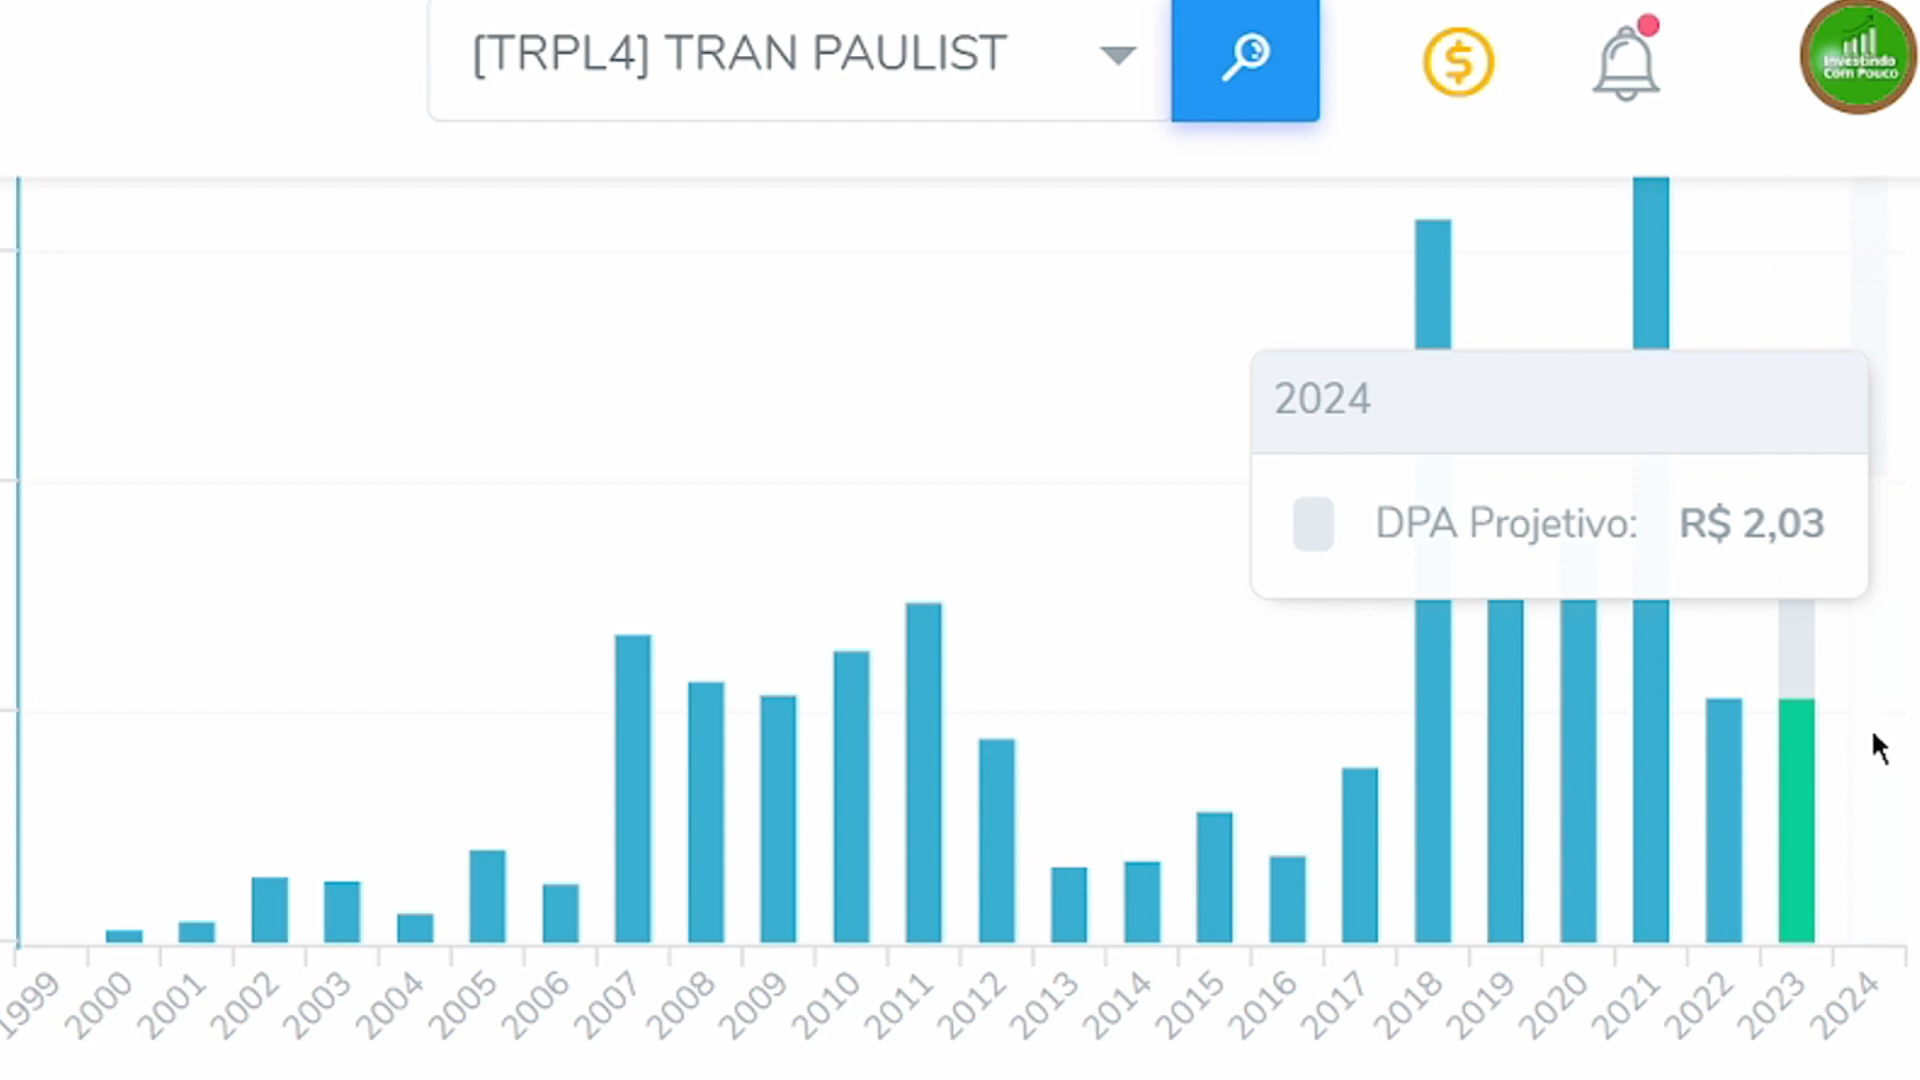 [TRPL4] TRAN PAULIST
Investindo
Com Pouco
2024
DPA Projetivo: R$ 2,03
1999 2000 2001 2002 2003 2004 2005 2006 2007 2008 2009 2010 2011 2012 2013 2014 2015 2016 2017 2018 2019 2020 2021 2022 2023 2024